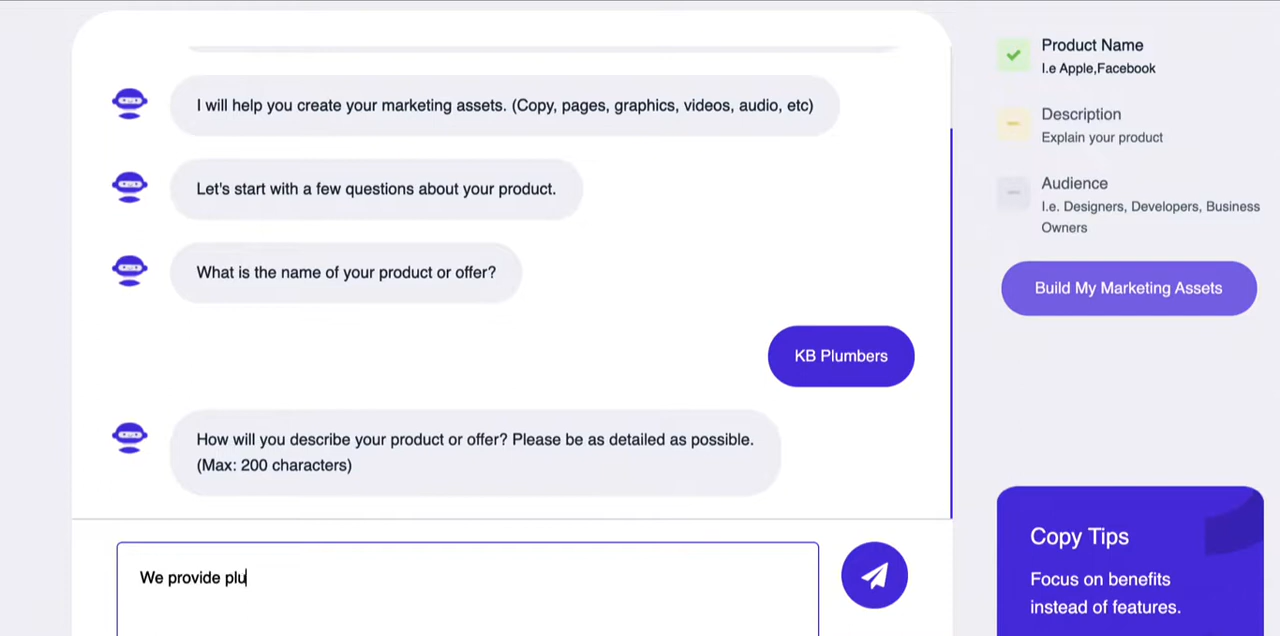 I will help you create your marketing assets. (Copy, pages, graphics, videos, audio, etc)
Let's start with a few questions about your product.
What is the name of your product or offer?
KB Plumbers
How will you describe your product or offer? Please be as detailed as possible.
(Max: 200 characters)
We provide plu
Product Name
I.e Apple,Facebook
Description
Explain your product
Audience
I.e. Designers, Developers, Business
Owners
Build My Marketing Assets
Copy Tips
Focus on benefits
instead of features.